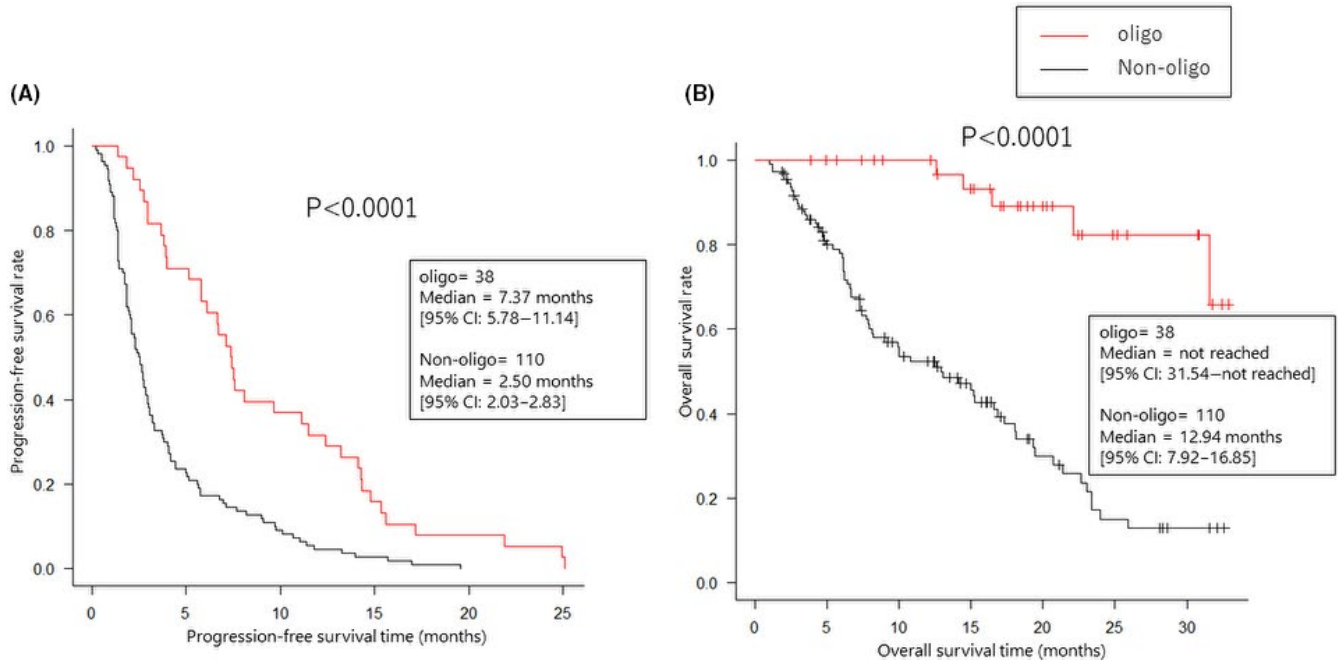 oligo
Non-oligo
(A)
(B)
P<0.0001
P<0.0001
1.0
0.8
0.6
0.4
0.2
0.0
Progression-free survival rate
oligo= 38
Median = 7.37 months
[95% CI: 5.78–11.14]
Non-oligo= 110
Median = 2.50 months
[95% CI: 2.03–2.83]
0 5 10 15 20 25
Progression-free survival time (months)
1.0
0.8
0.6
0.4
0.2
0.0
Overall survival rate
oligo= 38
Median = not reached
[95% CI: 31.54–not reached]
Non-oligo= 110
Median = 12.94 months
[95% CI: 7.92–16.85]
0 5 10 15 20 25 30
Overall survival time (months)